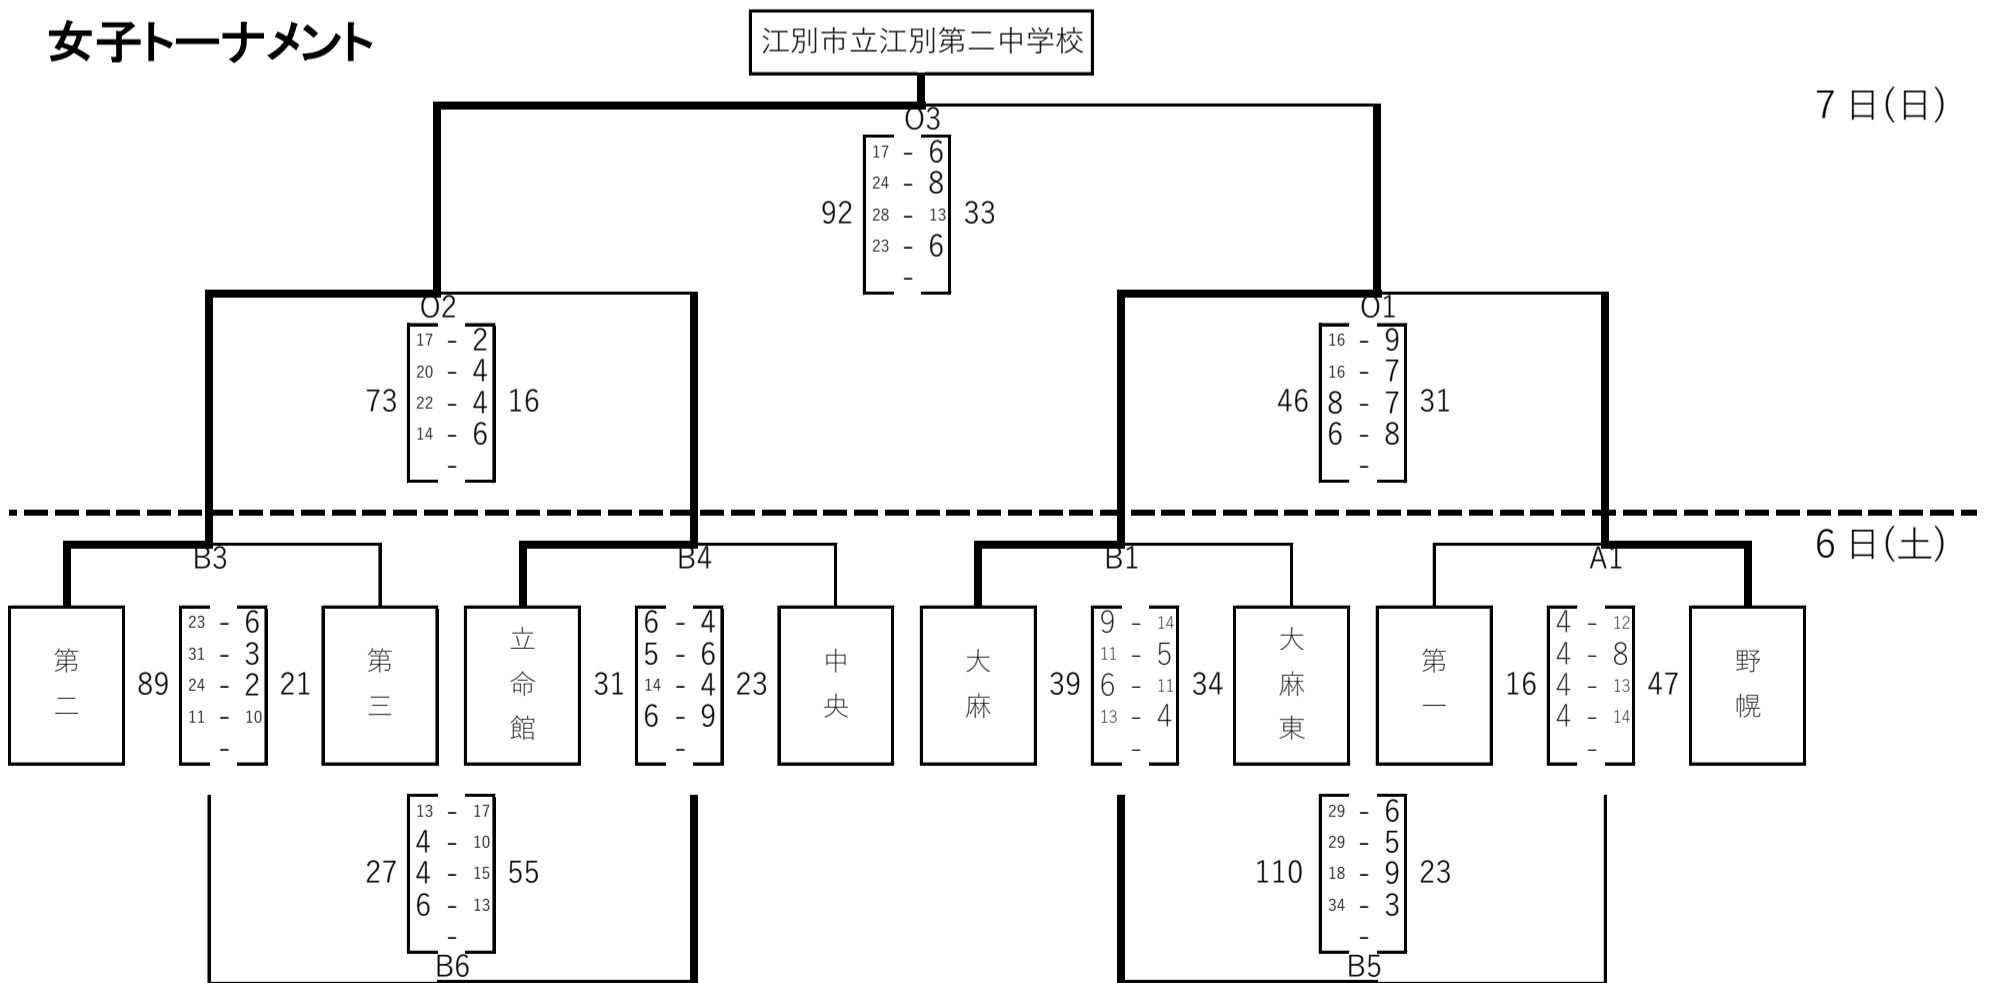 女子トーナメント
江別市立江別第二中学校
7日(日)
O3
17 - 6
24 - 8
92 28 - 13 33
23 - 6
-
O2
17 - 2
20 - 4
73 22 - 4 16
14 - 6
-
O1
16 - 9
16 - 7
46 8 - 7 31
6 - 8
-
6日(土)
B3
第二
23 - 6
31 - 3
89 24 - 2 21
11 - 10
-
第三
B4
立命館
6 - 4
5 - 6
31 14 - 4 23
6 - 9
-
中央
B1
大麻
9 - 14
11 - 5
39 6 - 11 34
13 - 4
-
大麻東
A1
第一
4 - 12
4 - 8
16 4 - 13 47
4 - 14
-
野幌
13 - 17
4 - 10
27 4 - 15 55
6 - 13
-
B6
29 - 6
29 - 5
110 18 - 9 23
34 - 3
-
B5